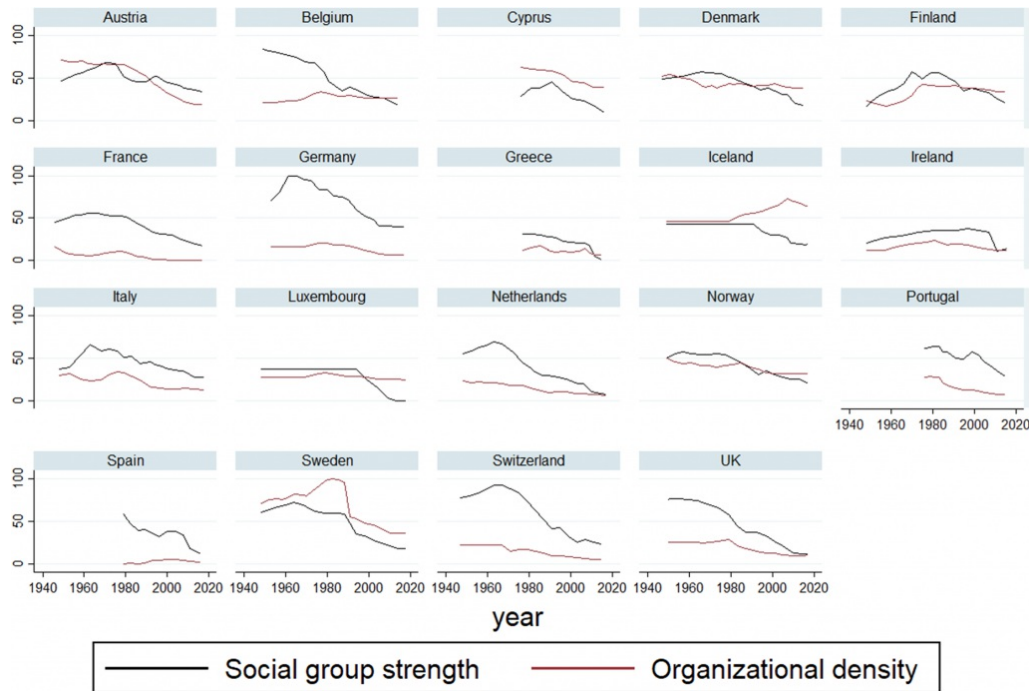 Austria Belgium Cyprus Denmark Finland
100
50
0
France Germany Greece Iceland Ireland
100
50
0
Italy Luxembourg Netherlands Norway Portugal
100
50
0
1940 1960 1980 2000 2020
Spain Sweden Switzerland UK
100
50
0
1940 1960 1980 2000 2020 1940 1960 1980 2000 2020 1940 1960 1980 2000 2020 1940 1960 1980 2000 2020
year
Social group strength Organizational density